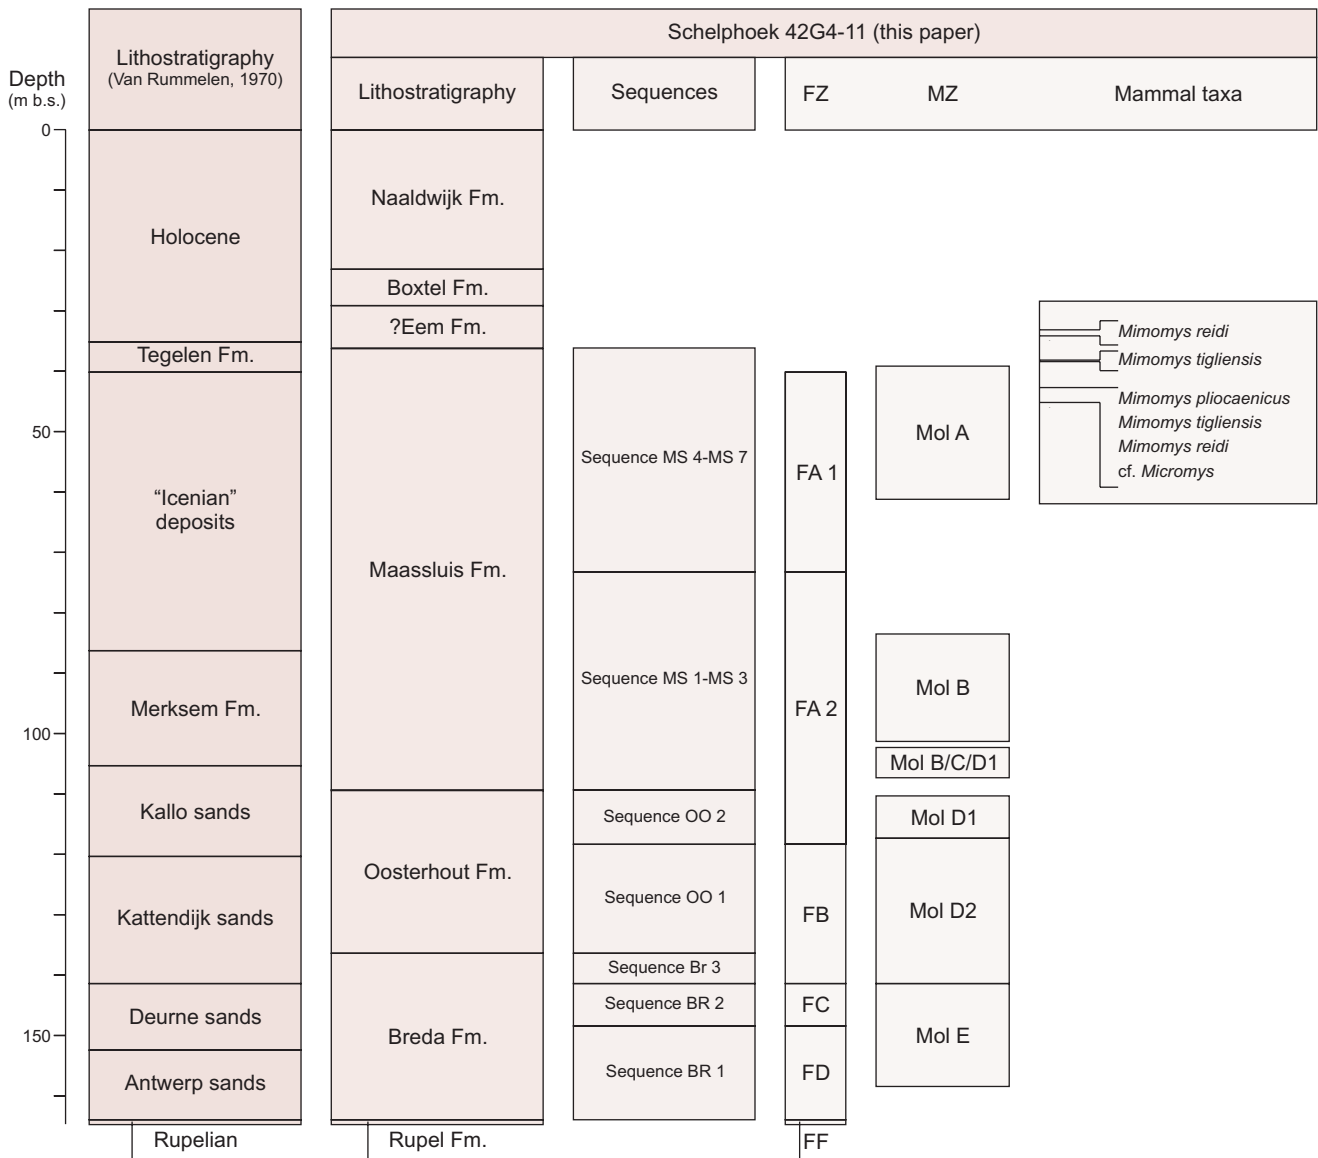 Schelphoek 42G4-11 (this paper)
Lithostratigraphy
(Van Rummelen, 1970)
Depth
(m b.s.)
Lithostratigraphy
Sequences
FZ
MZ
Mammal taxa
0
50
100
150
Holocene
Tegelen Fm.
“Icenian”
deposits
Merksem Fm.
Kallo sands
Kattendijk sands
Deurne sands
Antwerp sands
Rupelian
Naaldwijk Fm.
Boxtel Fm.
?Eem Fm.
Maassluis Fm.
Oosterhout Fm.
Breda Fm.
Rupel Fm.
Sequence MS 4-MS 7
Sequence MS 1-MS 3
Sequence OO 2
Sequence OO 1
Sequence Br 3
Sequence BR 2
Sequence BR 1
FA 1
FA 2
FB
FC
FD
FF
Mol A
Mol B
Mol B/C/D1
Mol D1
Mol D2
Mol E
Mimomys reidi
Mimomys tigliensis
Mimomys pliocaenicus
Mimomys tigliensis
Mimomys reidi
cf. Micromys